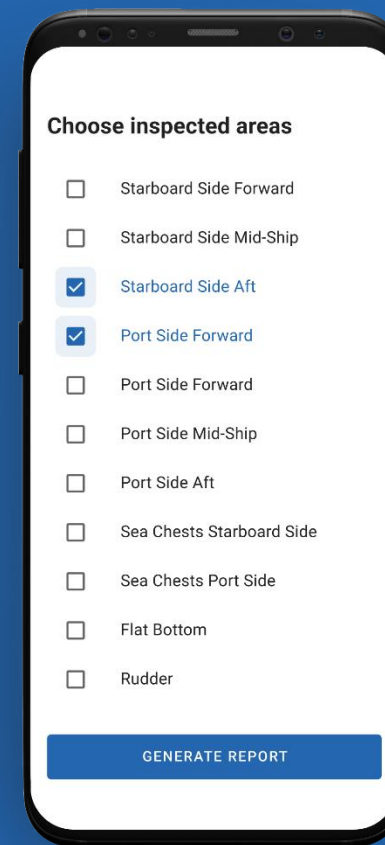 Choose inspected areas
Starboard Side Forward
Starboard Side Mid-Ship
Starboard Side Aft
Port Side Forward
Port Side Forward
Port Side Mid-Ship
Port Side Aft
Sea Chests Starboard Side
Sea Chests Port Side
Flat Bottom
Rudder
GENERATE REPORT